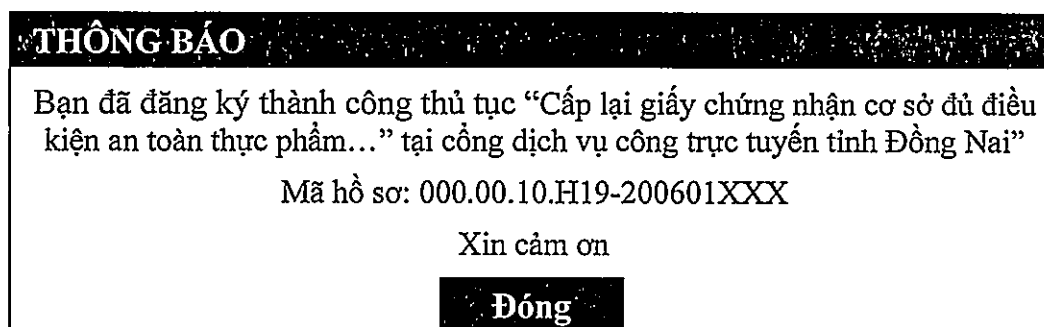 THÔNG BÁO
Bạn đã đăng ký thành công thủ tục “Cấp lại giấy chứng nhận cơ sở đủ điều
kiện an toàn thực phẩm…” tại cổng dịch vụ công trực tuyến tỉnh Đồng Nai”
Mã hồ sơ: 000.00.10.H19-200601XXX
Xin cảm ơn
Đóng